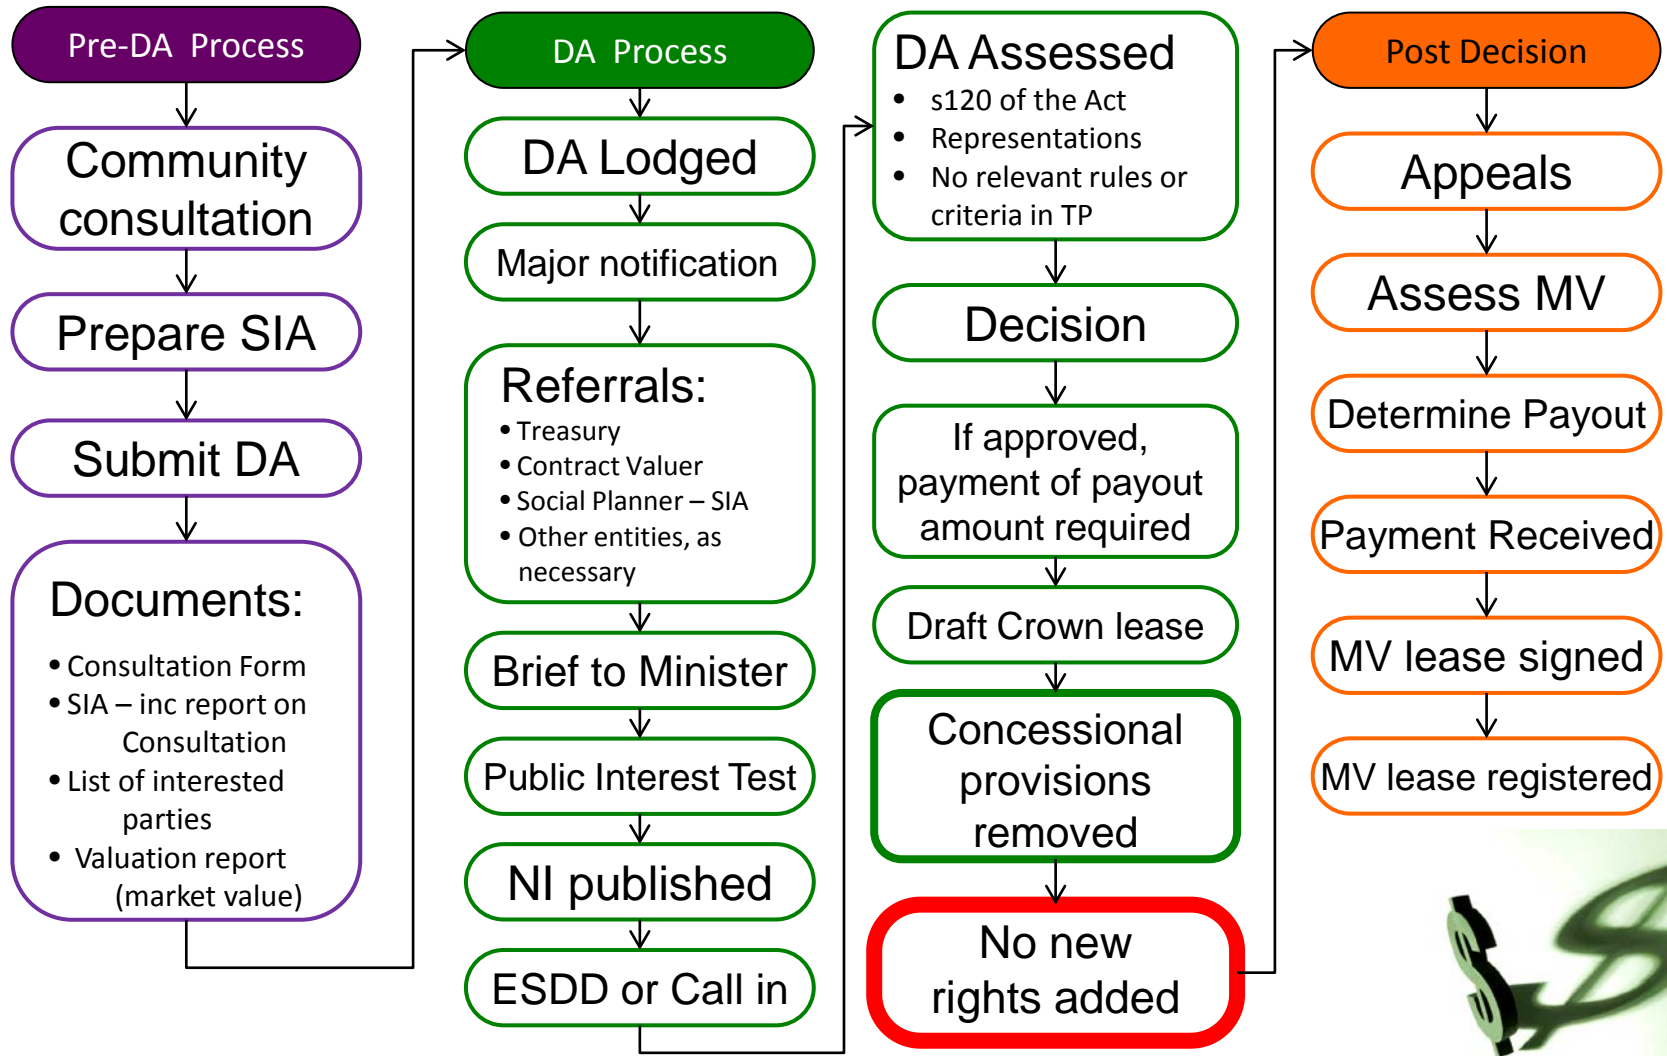 Pre-DA Process
Community
consultation
Prepare SIA
Submit DA
Documents:
• Consultation Form
• SIA – inc report on
Consultation
• List of interested
parties
• Valuation report
(market value)
DA Process
DA Lodged
Major notification
Referrals:
• Treasury
• Contract Valuer
• Social Planner – SIA
• Other entities, as
necessary
Brief to Minister
Public Interest Test
NI published
ESDD or Call in
DA Assessed
• s120 of the Act
• Representations
• No relevant rules or
criteria in TP
Decision
If approved,
payment of payout
amount required
Draft Crown lease
Concessional
provisions
removed
No new
rights added
Post Decision
Appeals
Assess MV
Determine Payout
Payment Received
MV lease signed
MV lease registered
$